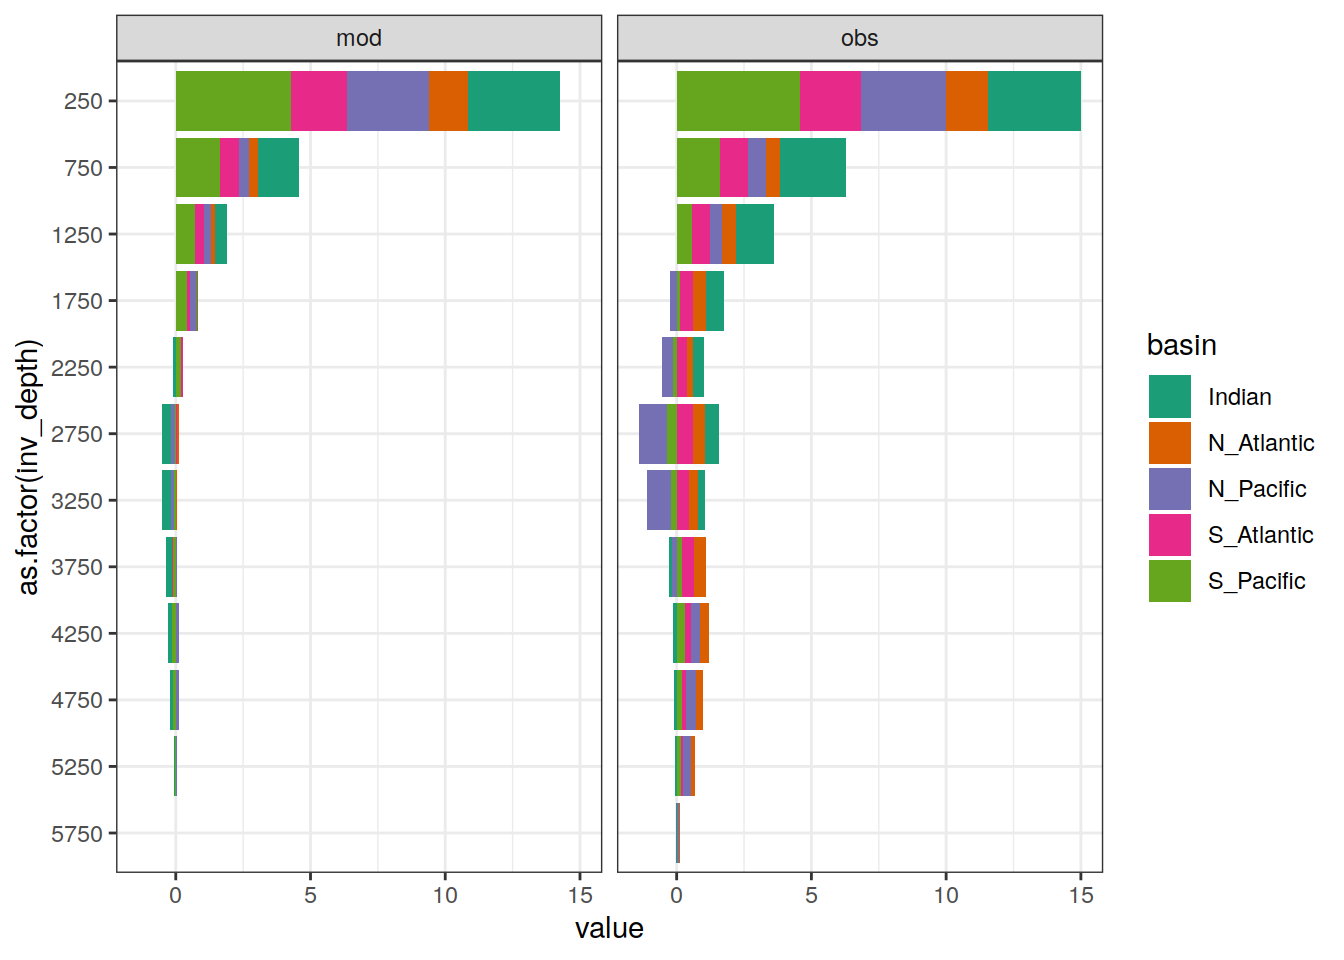 mod
obs
250
750
1250
1750
2250
2750
3250
3750
4250
4750
5250
5750
as.factor(inv_depth)
0 5 10 15
0 5 10 15
value
basin
Indian
N_Atlantic
N_Pacific
S_Atlantic
S_Pacific